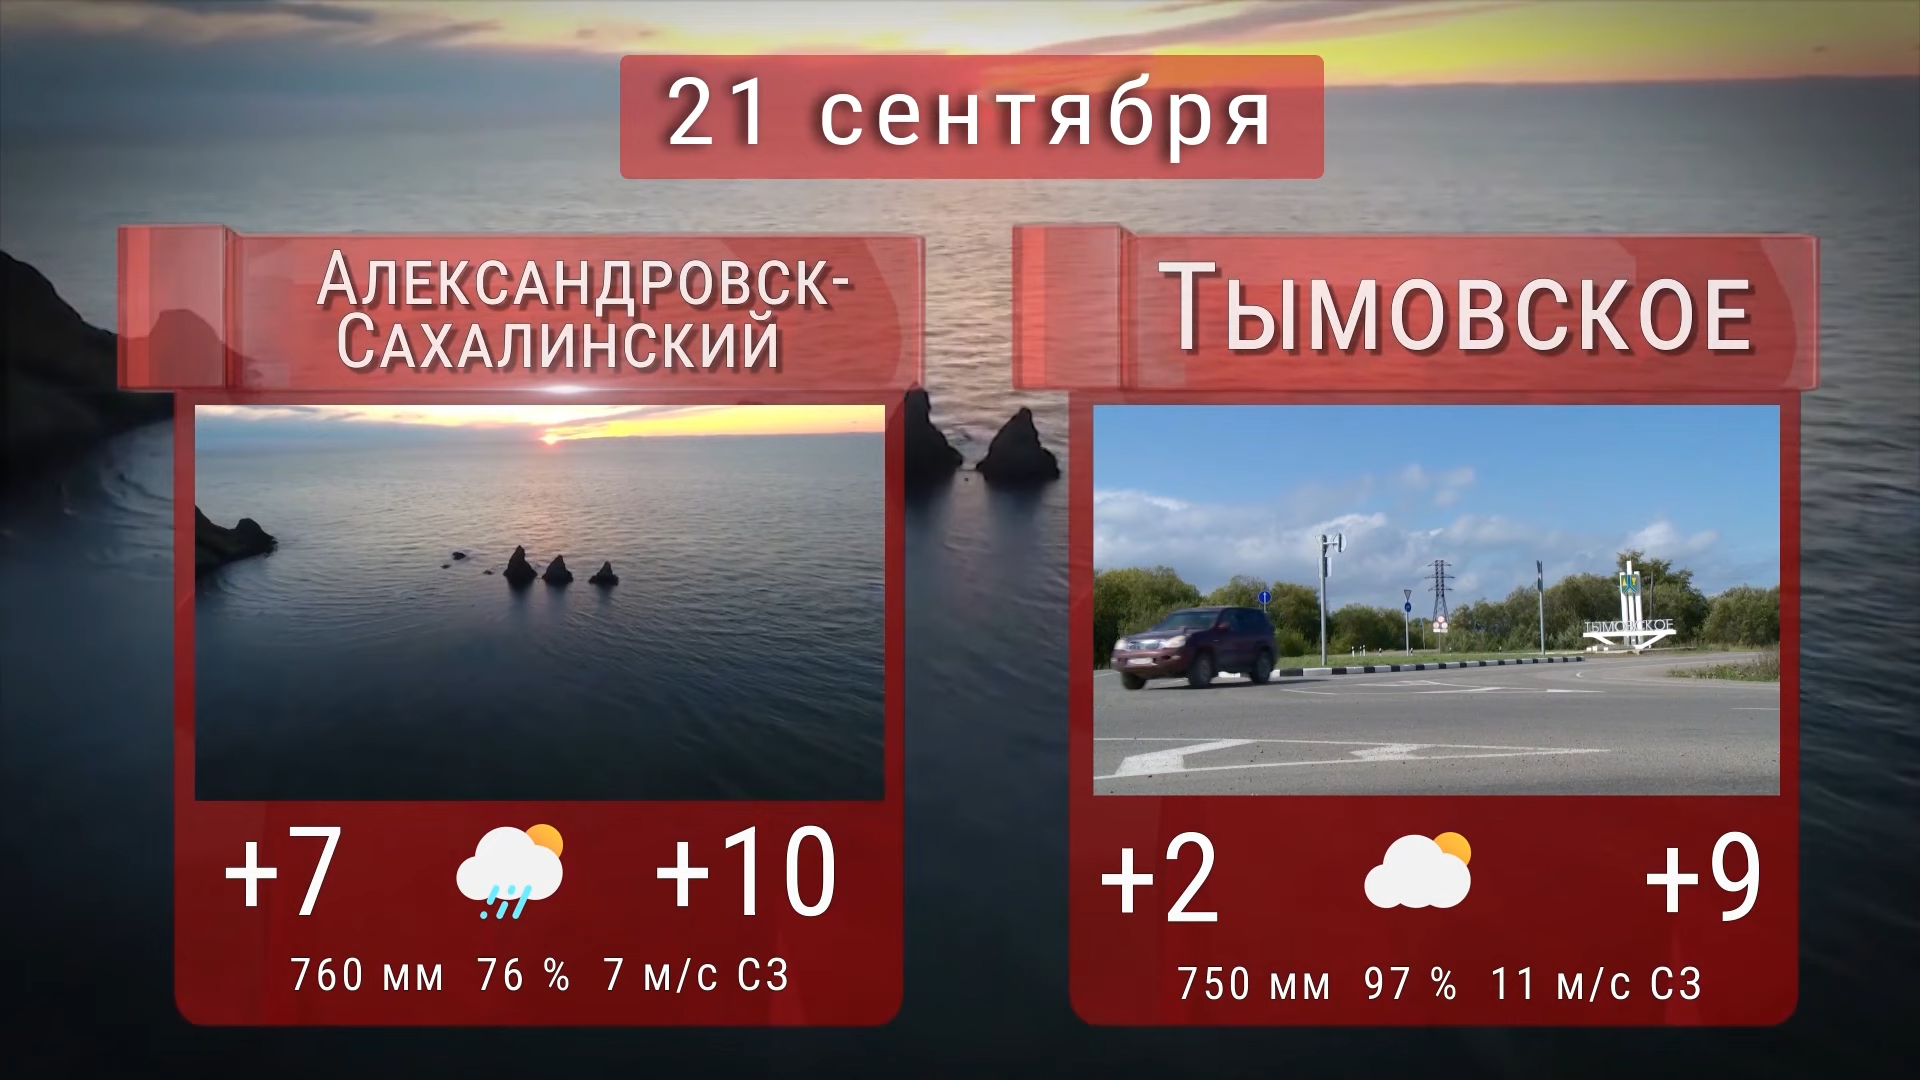 21 сентября
Александровск-
Сахалинский
+7 +10
760 мм 76 % 7 м/с СЗ
Тымовское
ТЫМОВСКОЕ
+2 +9
750 мм 97 % 11 м/с СЗ